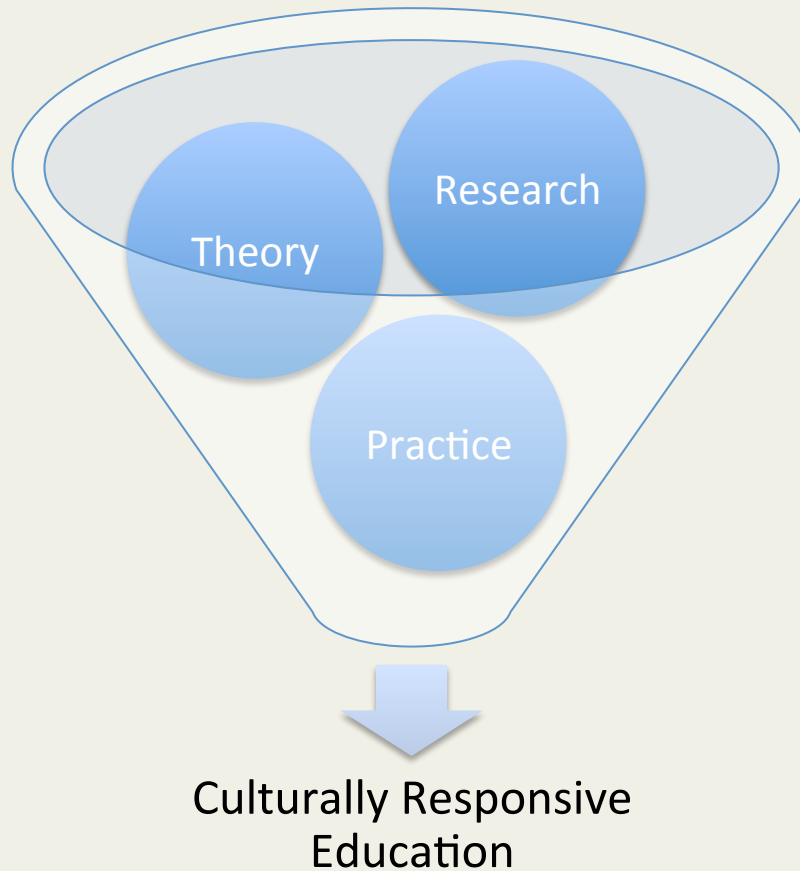 Research
Theory
Practice
Culturally Responsive
Education